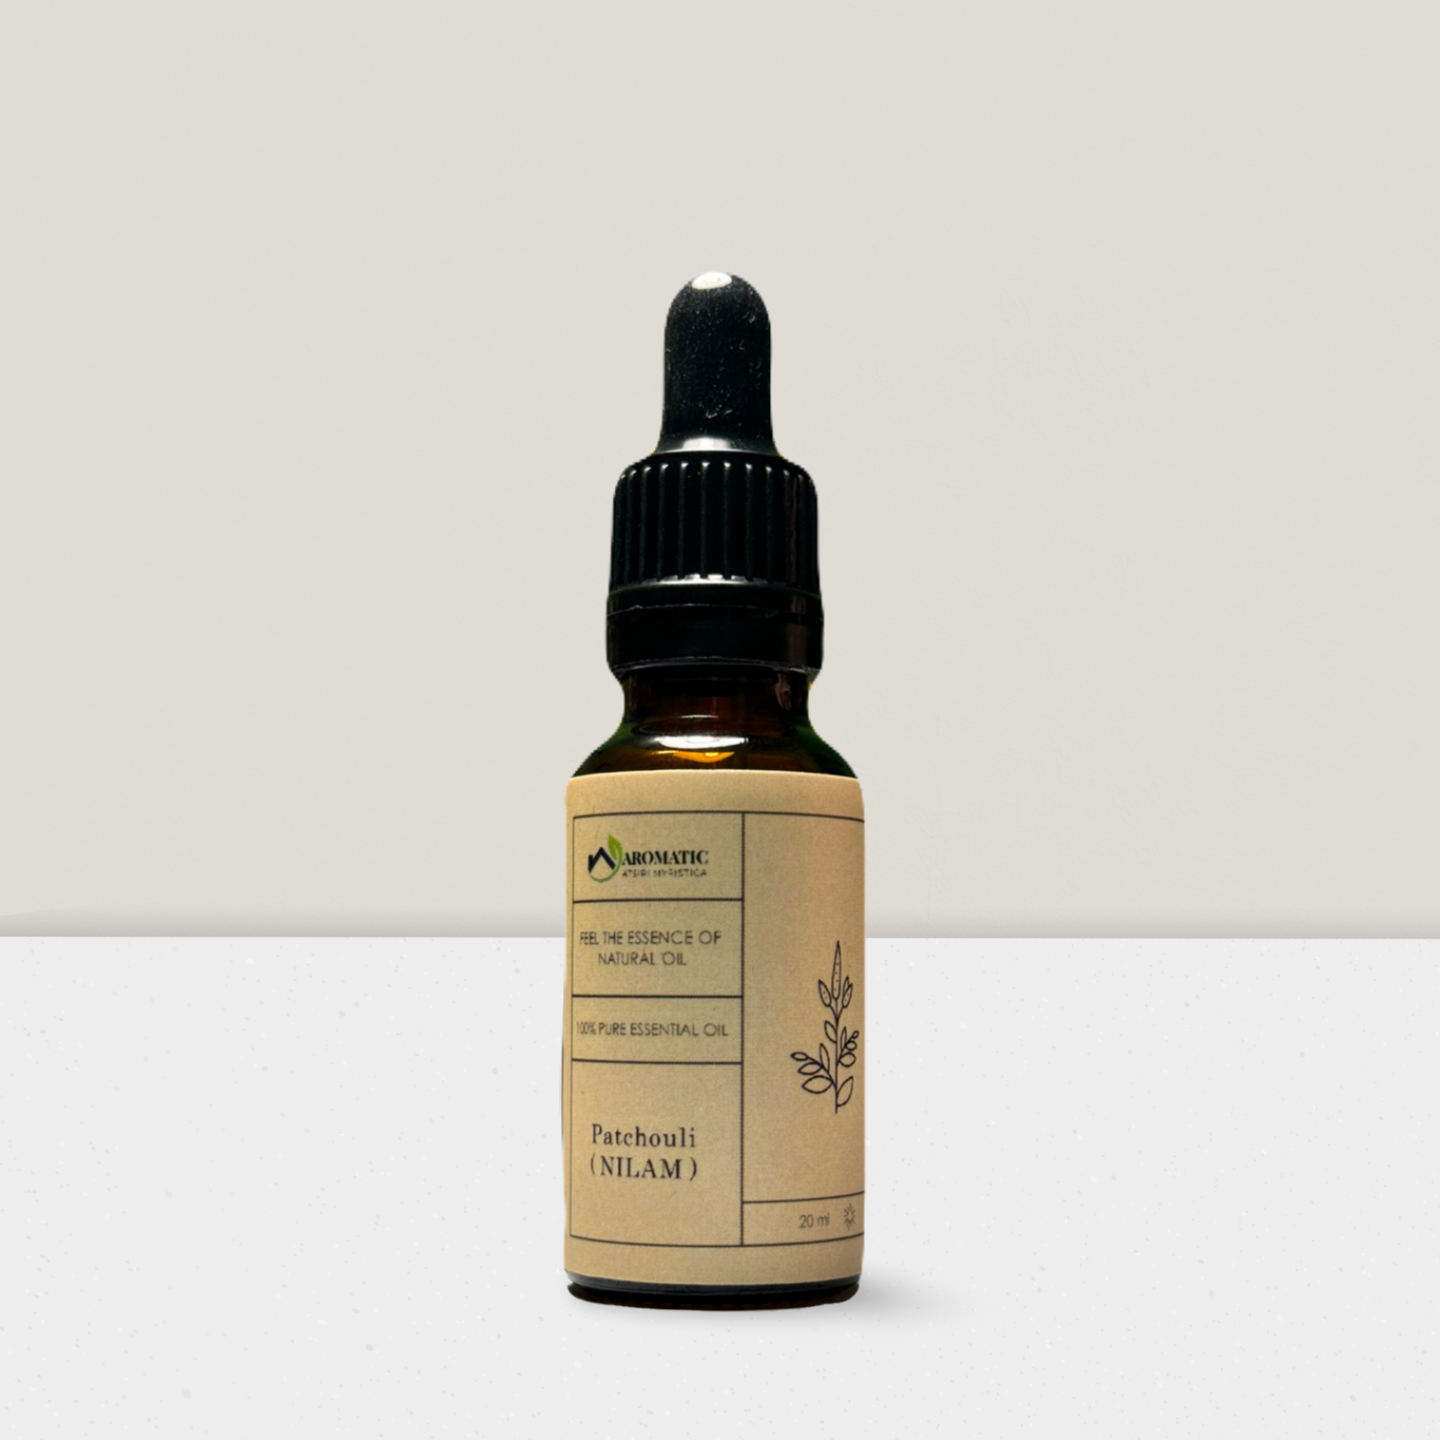 AROMATIC
ATSIRI MYRISTICA
FEEL THE ESSENCE OF
NATURAL OIL
100% PURE ESSENTIAL OIL
Patchouli
(NILAM)
20 ml